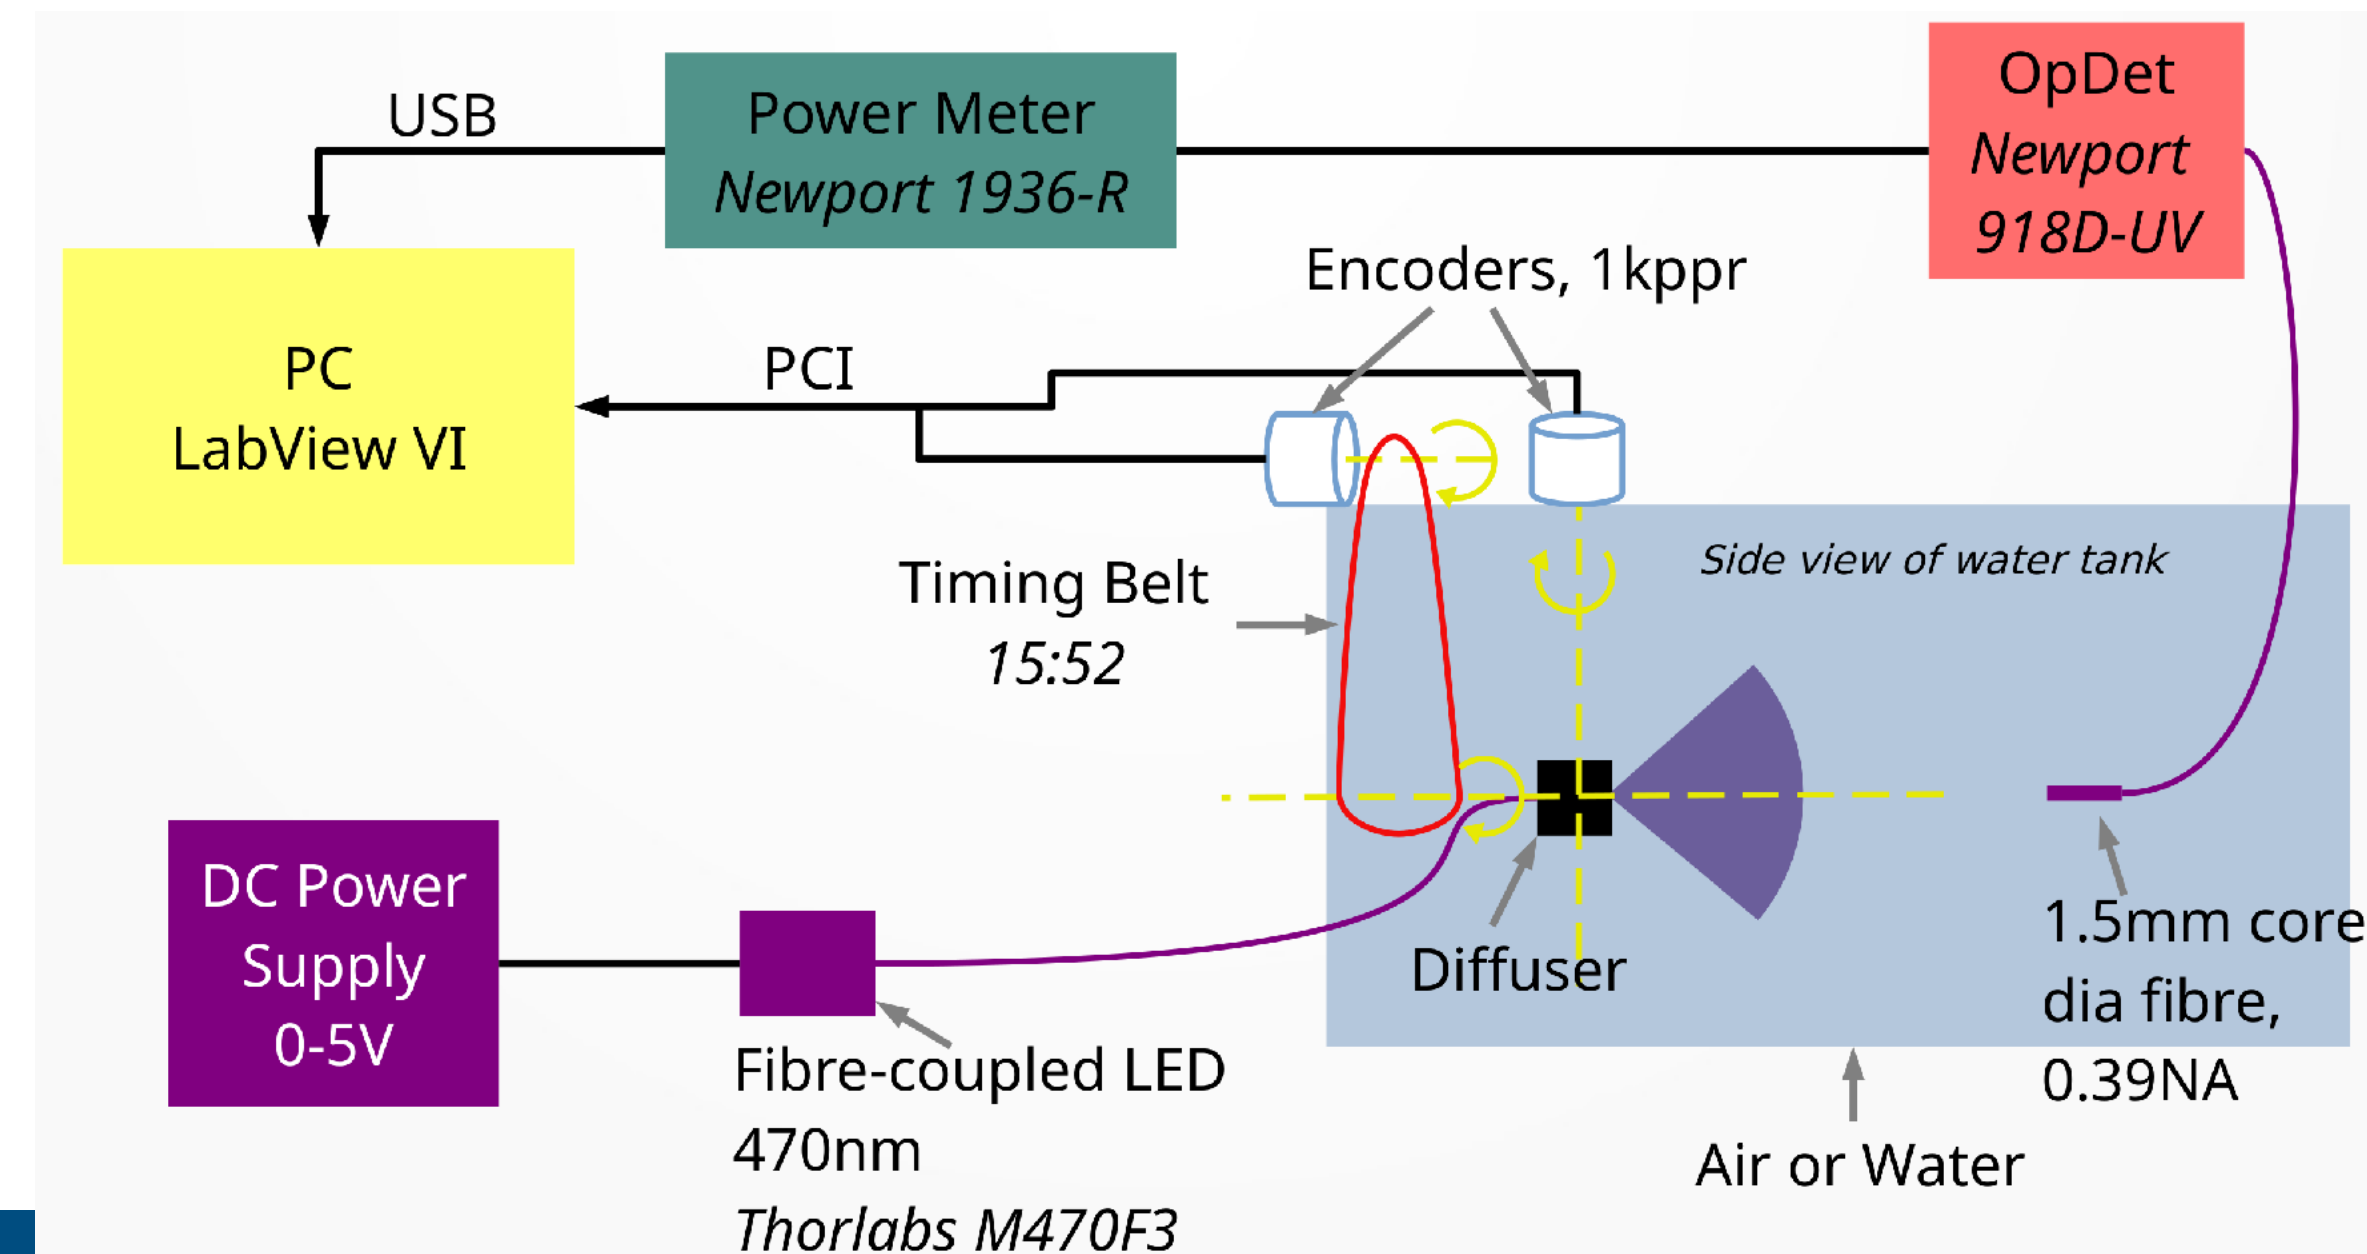 USB
Power Meter
Newport 1936-R
OpDet
Newport
918D-UV
Encoders, 1kppr
PC
LabView VI
PCI
Side view of water tank
Timing Belt
15:52
DC Power
Supply
0-5V
Diffuser
1.5mm core
dia fibre,
0.39NA
Fibre-coupled LED
470nm
Thorlabs M470F3
Air or Water